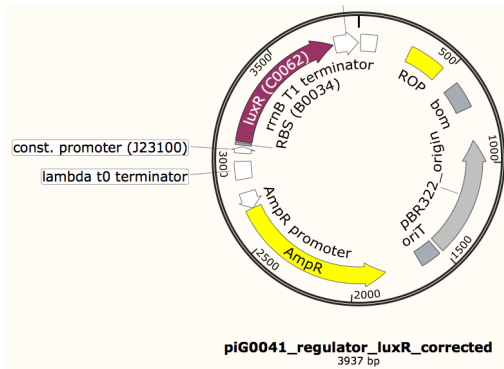 3500
500
luxR (C0062)
rrnB T1 terminator
RBS (B0034)
ROP
bom
const. promoter (J23100)
3000
1000
lambda t0 terminator
pBR322_origin
oriT
AmpR promoter
AmpR
2500
1500
2000
piG0041_regulator_luxR_corrected
3937 bp